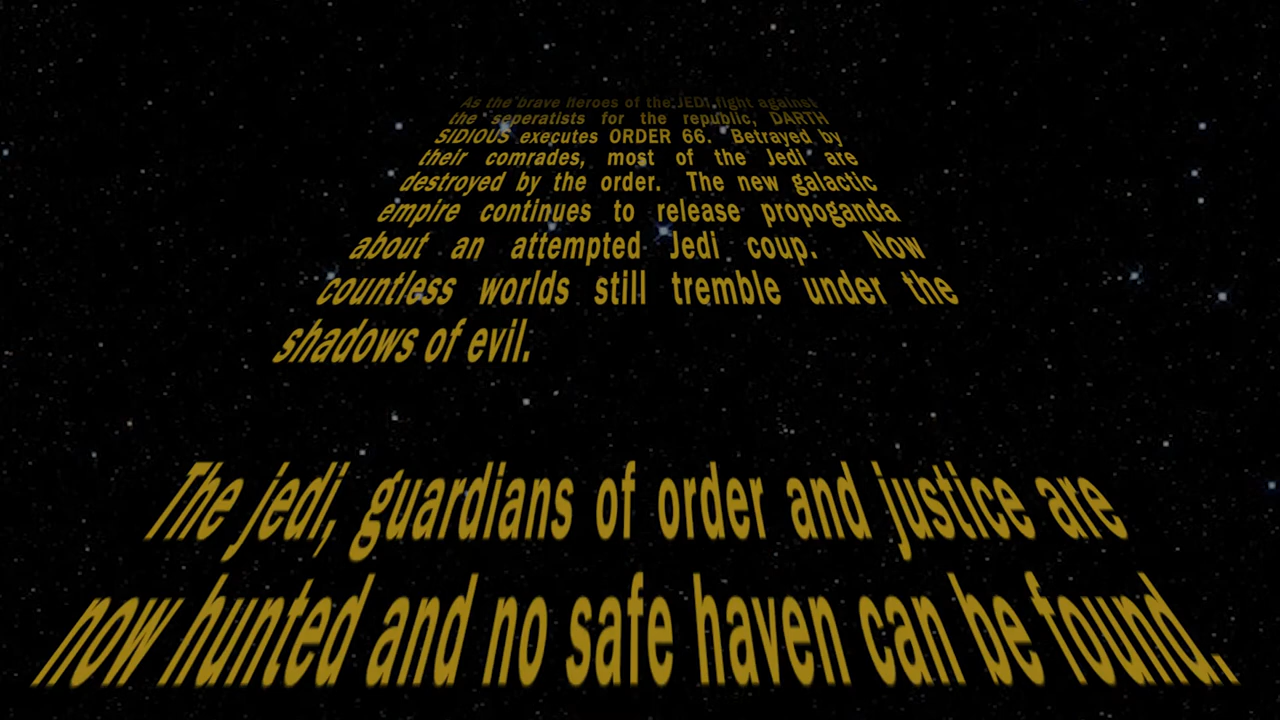 As the brave Heroes of the JEDI fight against
the seperatists for the republic, DARTH
SIDIOUS executes ORDER 66. Betrayed by
their comrades, most of the Jedi are
destroyed by the order. The new galactic
empire continues to release propoganda
about an attempted Jedi coup. Now
countless worlds still tremble under the
shadows of evil.
The jedi, guardians of order and justice are
now hunted and no safe haven can be found.